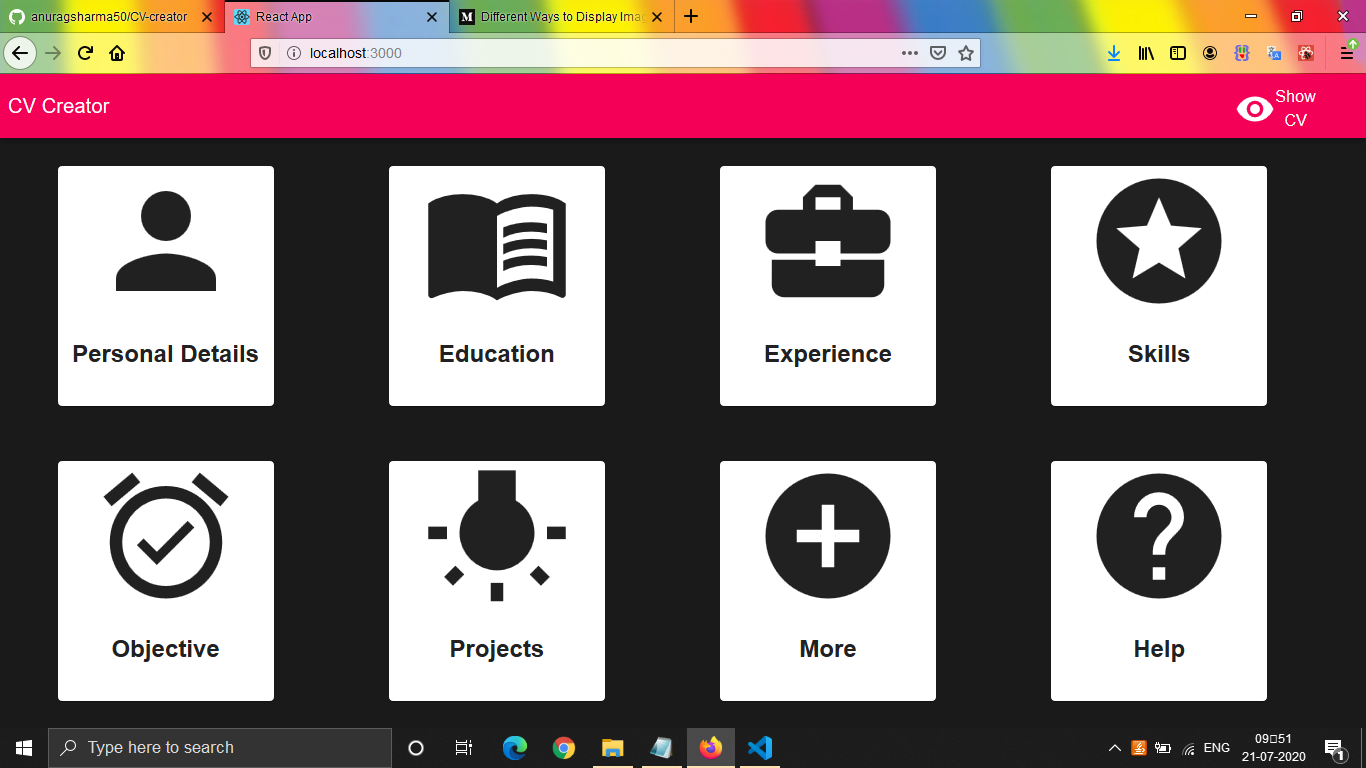 anuragsharma50/CV-creator
React App
Different Ways to Display Imag
localhost:3000
CV Creator
Show
CV
Personal Details
Education
Experience
Skills
Objective
Projects
More
Help
Type here to search
ENG
09:51
21-07-2020
1